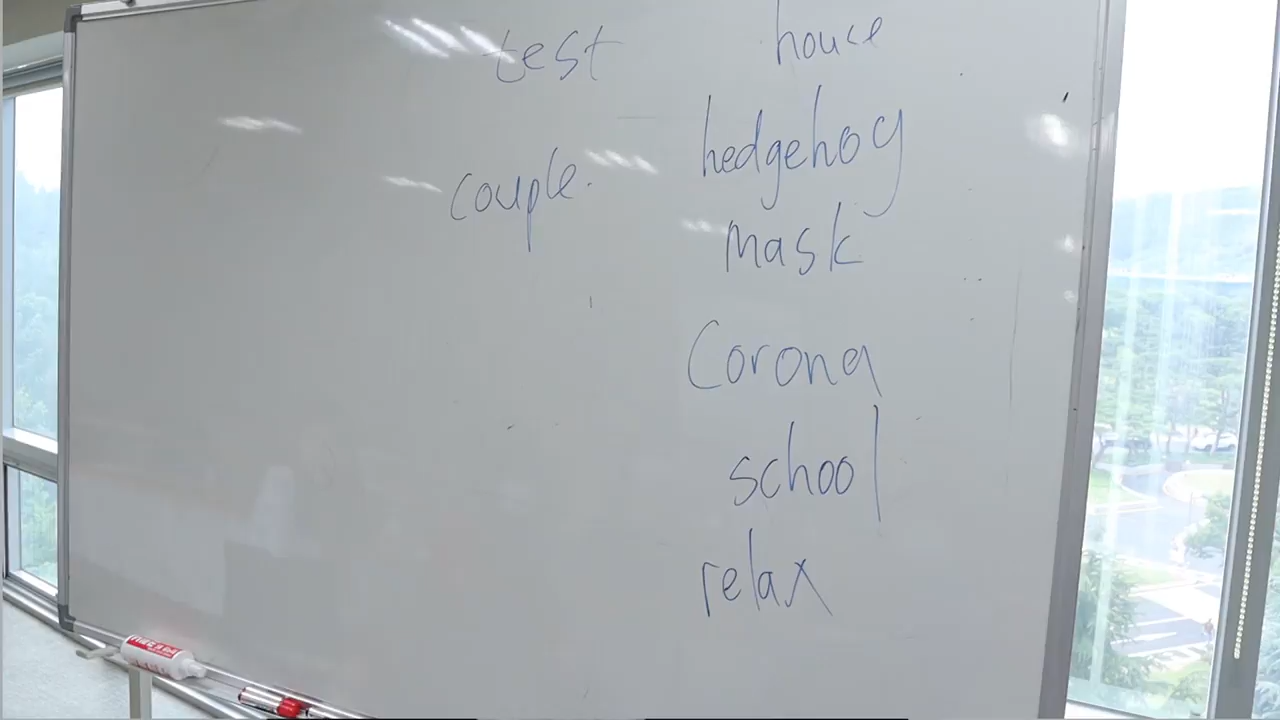 test
house
hedgehog
couple.
mask
Corona
school
relax